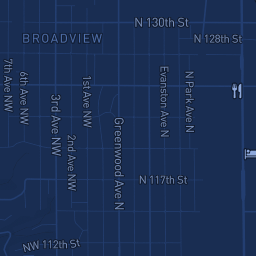 N 130th St
BROADVIEW
N 128th St
7th Ave NW
6th Ave NW
3rd Ave NW
1st Ave NW
2nd Ave NW
Greenwood Ave N
Evanston Ave N
N Park Ave N
N 117th St
NW 112th St